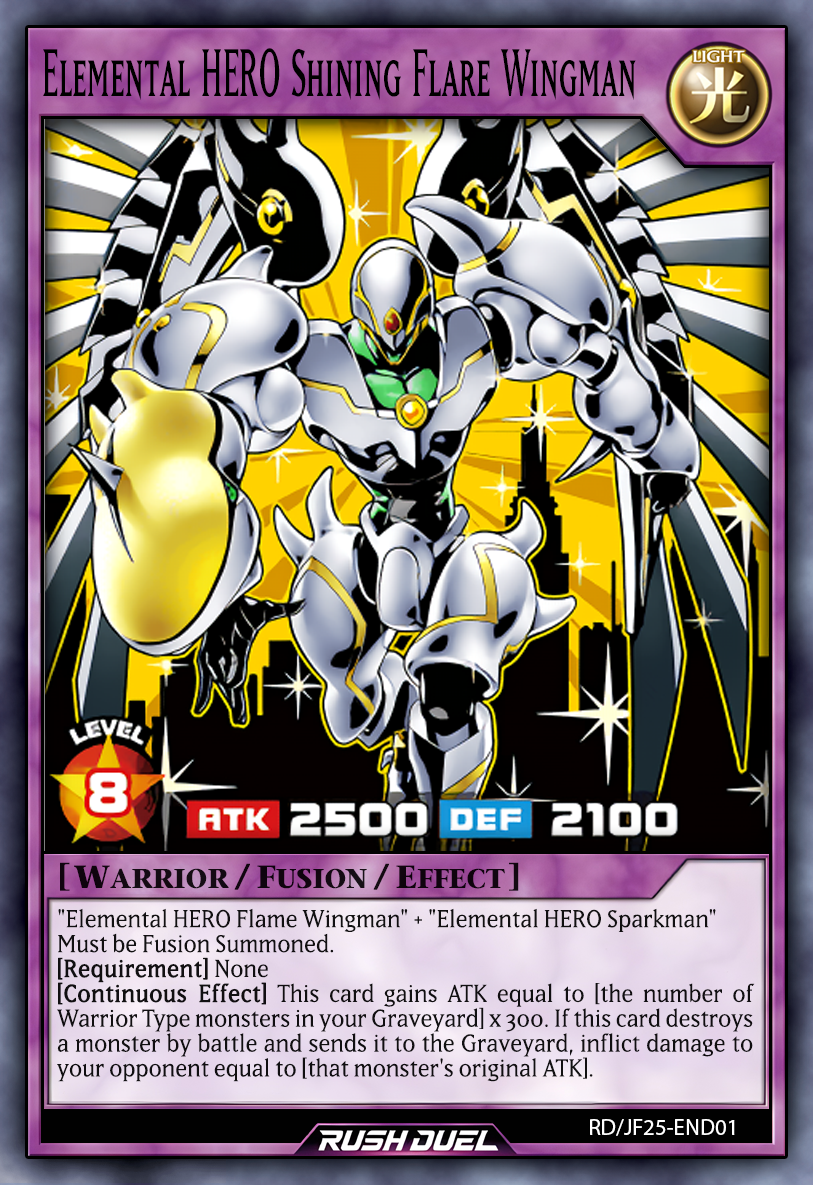 Elemental HERO Shining Flare Wingman
LIGHT
光
LEVEL
8
ATK 2500 DEF 2100
[ Warrior / Fusion / Effect ]
"Elemental HERO Flame Wingman" + "Elemental HERO Sparkman"
Must be Fusion Summoned.
[Requirement] None
[Continuous Effect] This card gains ATK equal to [the number of
Warrior Type monsters in your Graveyard] x 300. If this card destroys
a monster by battle and sends it to the Graveyard, inflict damage to
your opponent equal to [that monster's original ATK].
RD/JF25-END01
RUSH DUEL